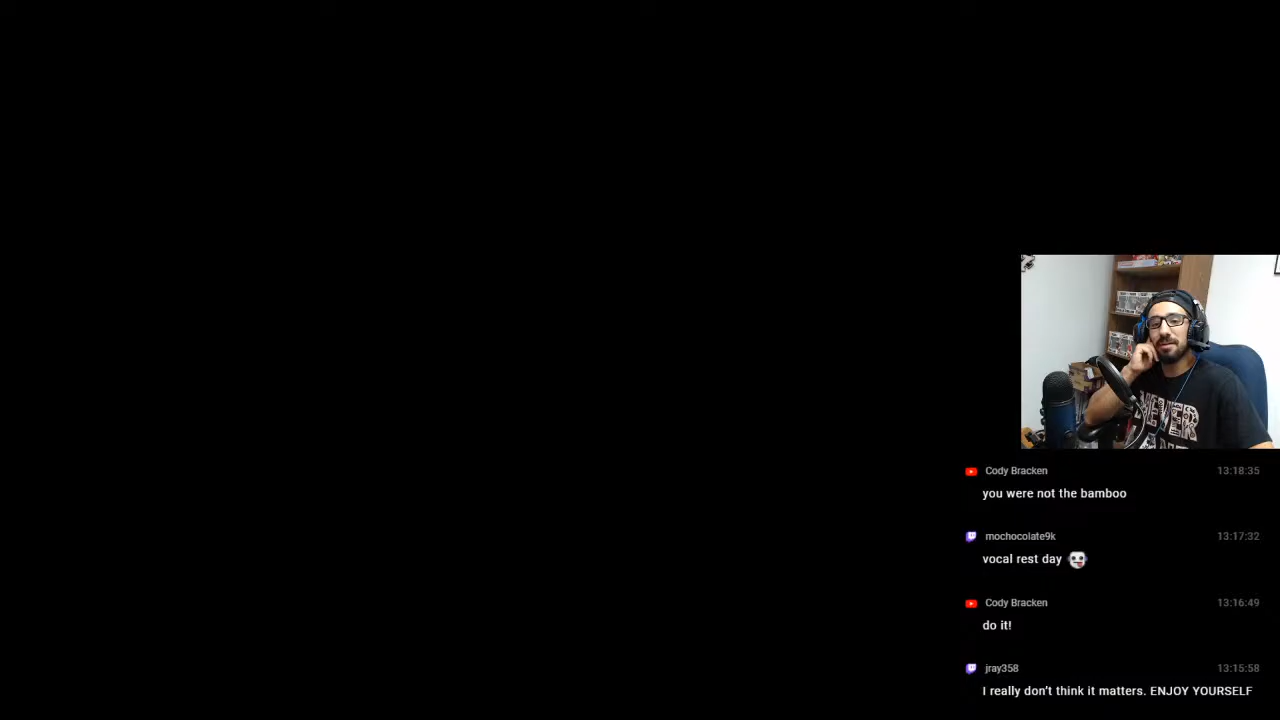 Cody Bracken 13:18:35
you were not the bamboo
mochocolate9k 13:17:32
vocal rest day
Cody Bracken 13:16:49
do it!
jray358 13:15:58
I really don't think it matters. ENJOY YOURSELF
NEVER